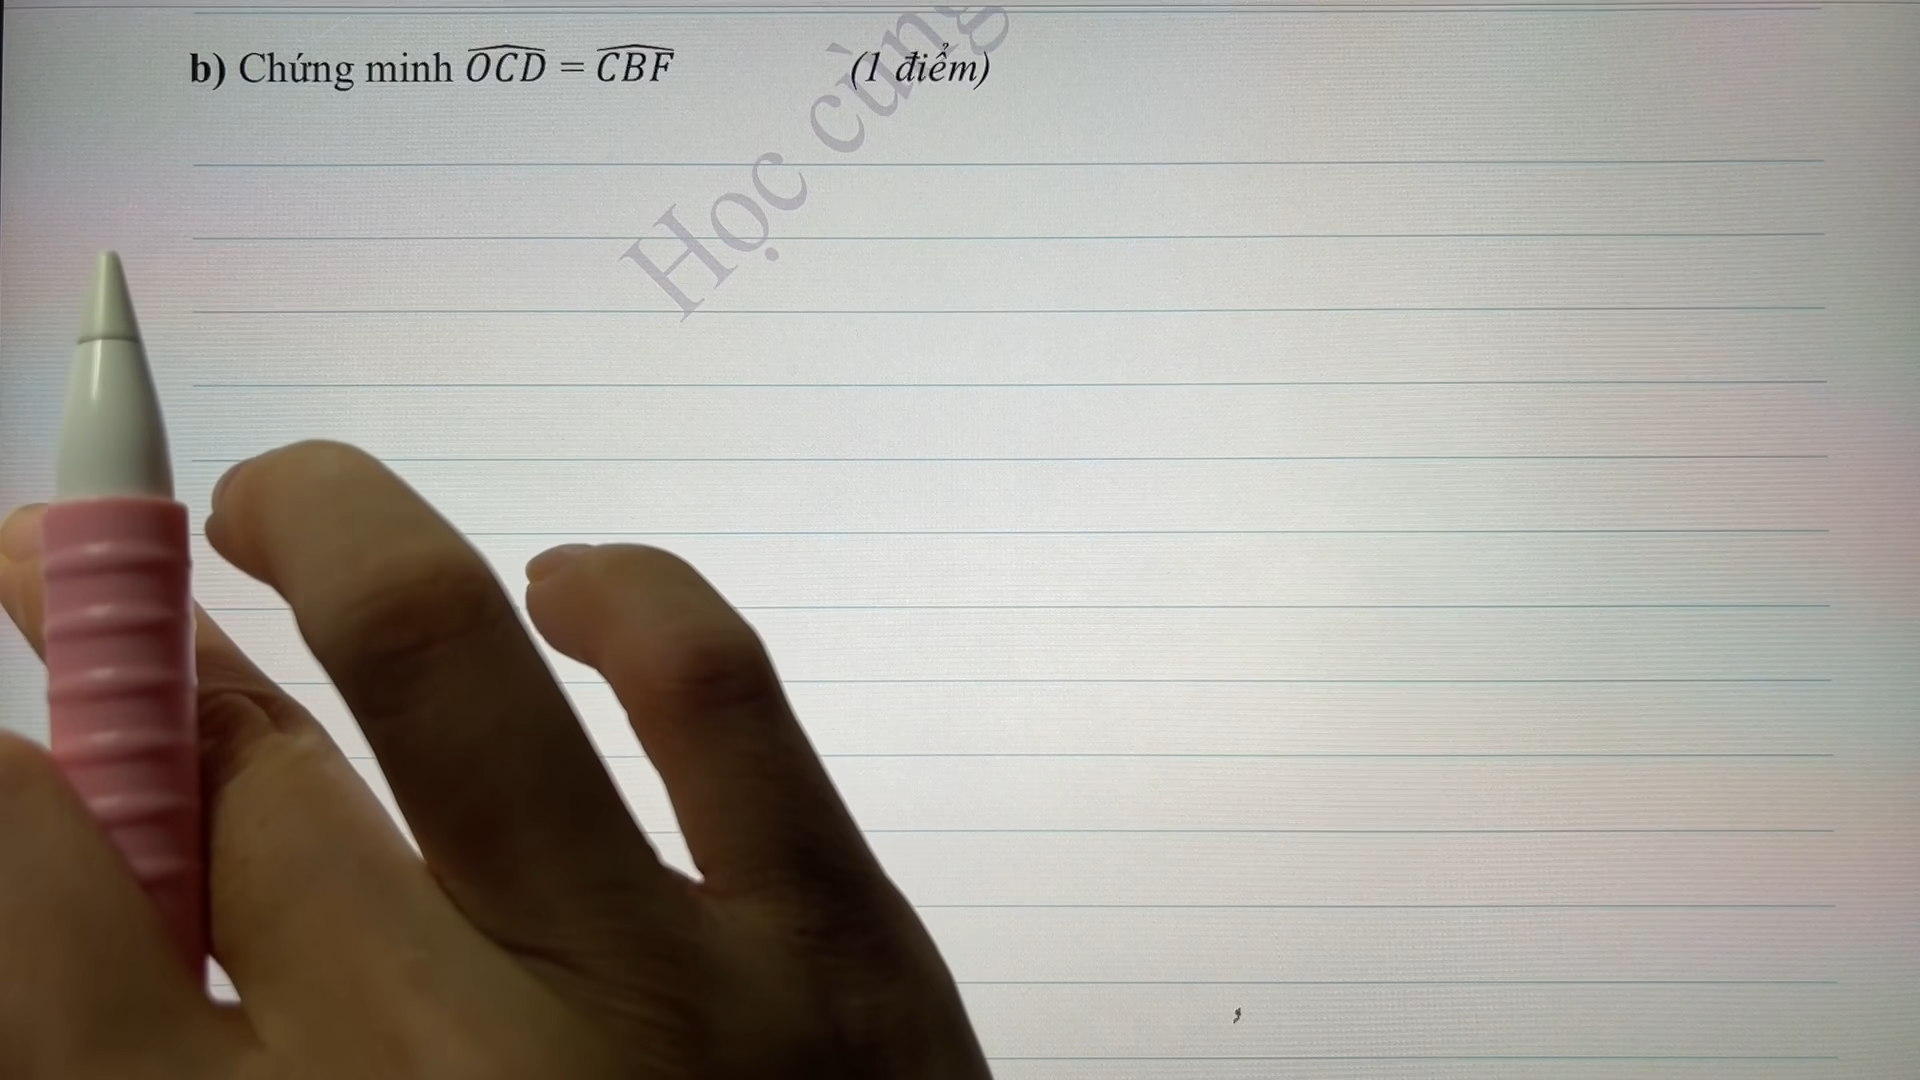 b) Chứng minh \widehat{OCD} = \widehat{CBF} (1 điểm)
Học cùng